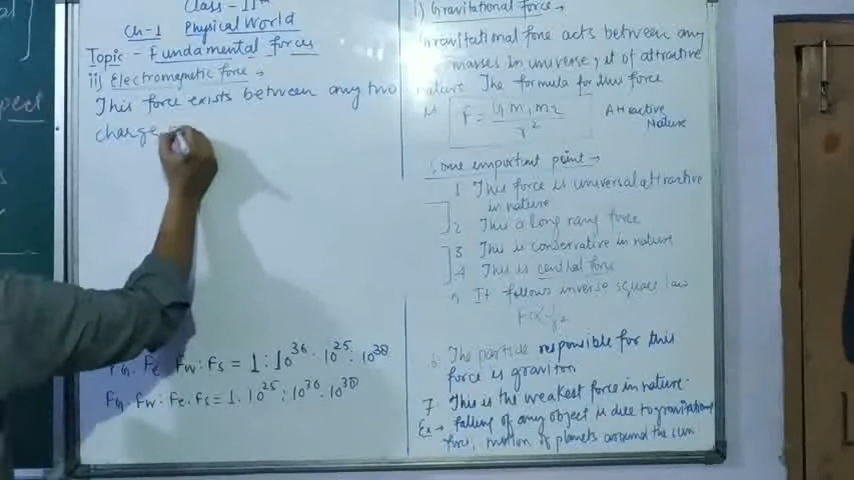 Class - 11th
Ch-1 Physical World
Topic - Fundamental forces
ii) Electromagnetic force →
This force exists between any two
charge
FG : Fe : Fw : Fs = 1 : 10^36 : 10^25 : 10^38
FG : Fw : Fe : Fs = 1 : 10^25 : 10^36 : 10^38
i) Gravitational force →
Gravitational force acts between any
masses in universe, it of attractive
nature The formula for this force
is F = G m1 m2 / r^2 Attractive Nature
Some important point →
1 This force is universal attractive
in nature
2 This a long rang force
3 This is conservative in nature
4 This is central force
5 It follows inverse square law
F ∝ 1/r2
6 The particle responsible for this
force is graviton
7 This is the weakest force in nature.
Ex → falling of any object is due to gravitational
force, motion of planets around the sun
pect